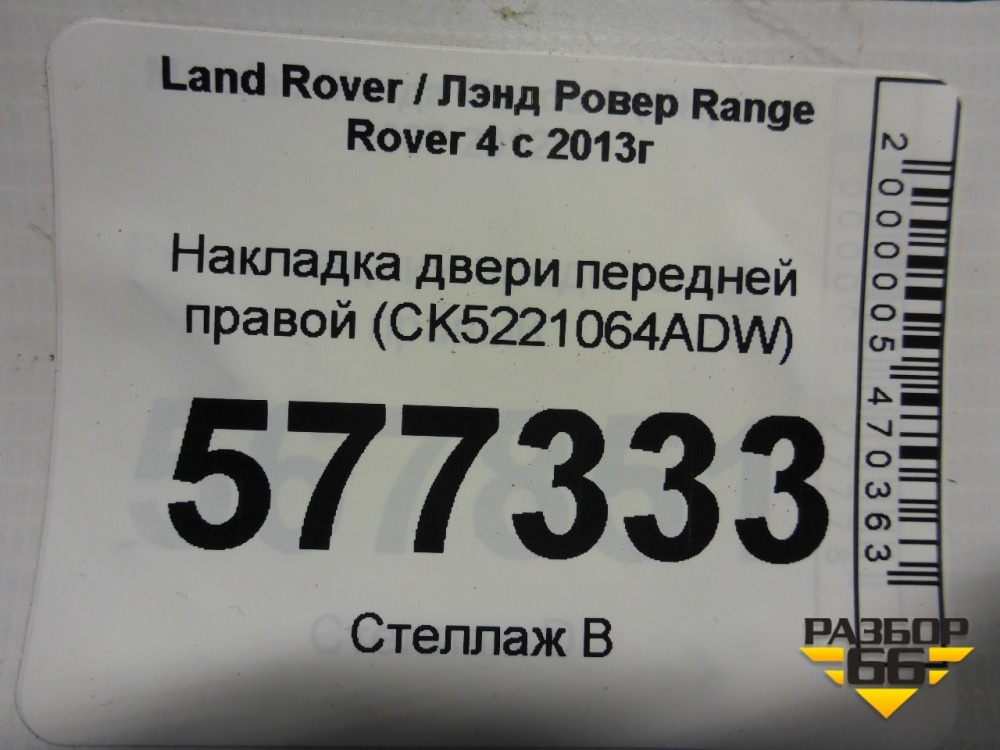 Land Rover / Лэнд Ровер Range
Rover 4 с 2013г
Накладка двери передней
правой (CK5221064ADW)
577333
Стеллаж В
2000005470363
РАЗБОР
66